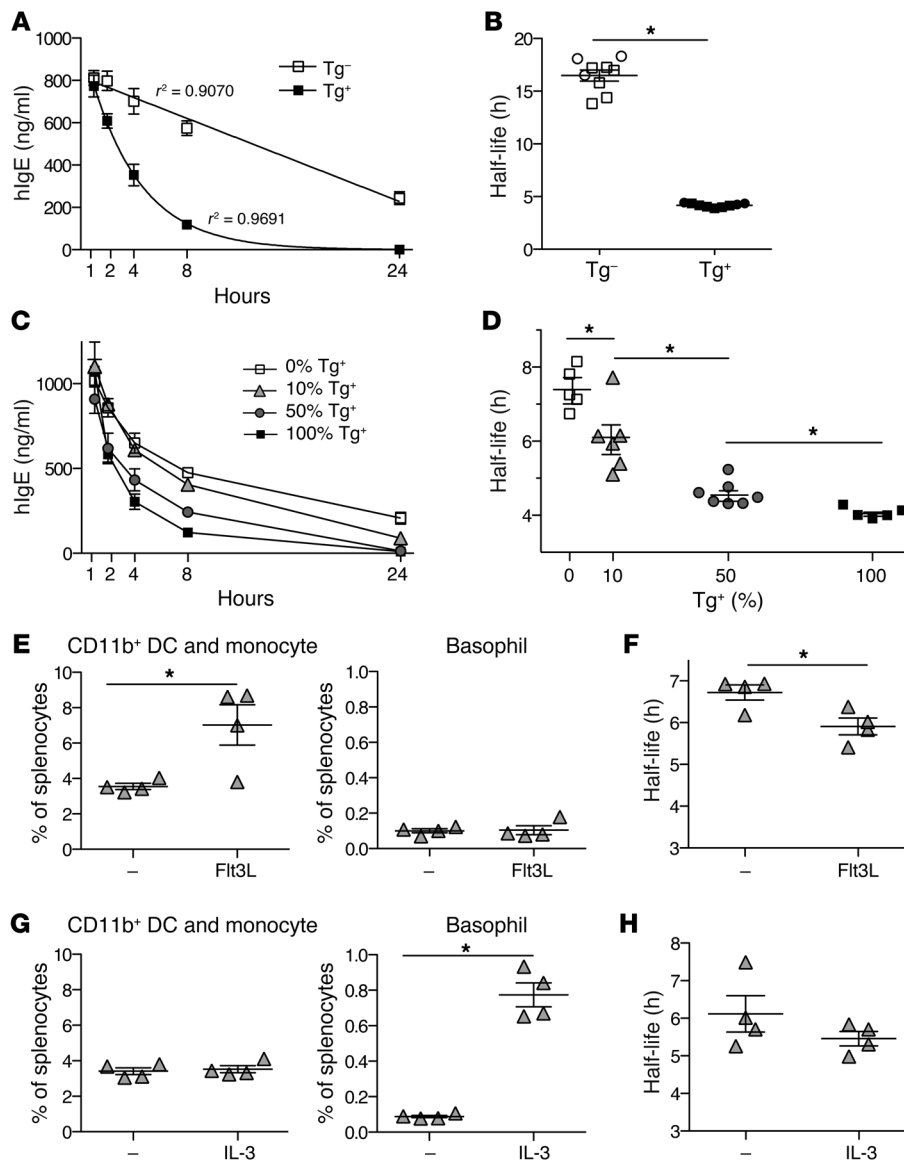 A
hIgE (ng/ml)
1000
800
600
400
200
0
r² = 0.9070
r² = 0.9691
Tg⁻
Tg⁺
1 2 4 8 24
Hours
B
Half-life (h)
20
15
10
5
0
*
Tg⁻ Tg⁺
C
hIgE (ng/ml)
1000
500
0
0% Tg⁺
10% Tg⁺
50% Tg⁺
100% Tg⁺
1 2 4 8 24
Hours
D
Half-life (h)
8
6
4
*
*
*
0 10 50 100
Tg⁺ (%)
E
CD11b⁺ DC and monocyte
% of splenocytes
10
8
6
4
2
0
*
– Flt3L
Basophil
% of splenocytes
1.0
0.8
0.6
0.4
0.2
0.0
– Flt3L
F
Half-life (h)
7
6
5
4
3
*
– Flt3L
G
CD11b⁺ DC and monocyte
% of splenocytes
10
8
6
4
2
0
– IL-3
Basophil
% of splenocytes
1.0
0.8
0.6
0.4
0.2
0.0
*
– IL-3
H
Half-life (h)
8
7
6
5
4
3
– IL-3